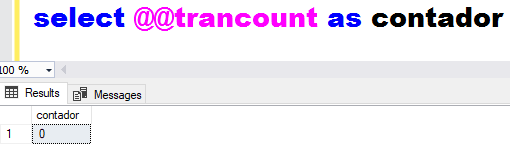 select @@trancount as contador
100 %
Results Messages
contador
1 0